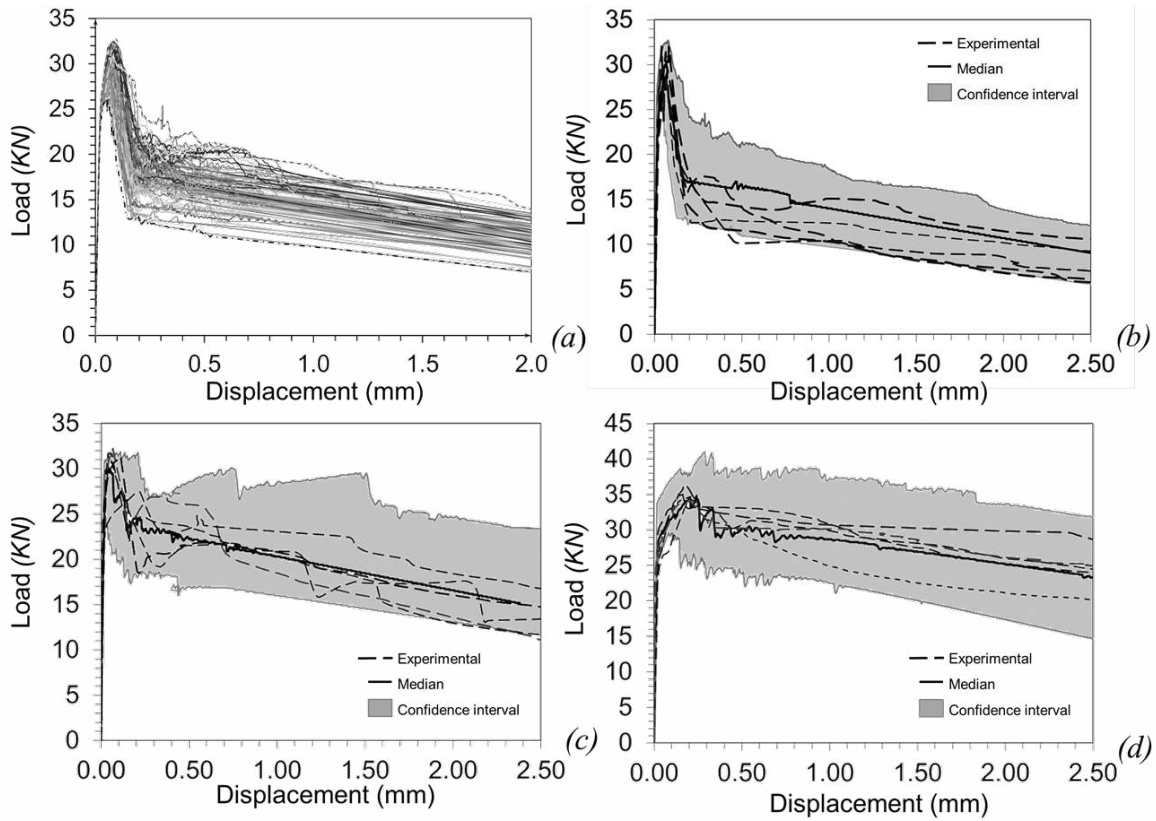 35
30
25
20
15
10
5
0
Load (KN)
0.0 0.5 1.0 1.5 2.0
Displacement (mm)
(a)
35
30
25
20
15
10
5
0
Load (KN)
Experimental
Median
Confidence interval
0.00 0.50 1.00 1.50 2.00 2.50
Displacement (mm)
(b)
35
30
25
20
15
10
5
0
Load (KN)
Experimental
Median
Confidence interval
0.00 0.50 1.00 1.50 2.00 2.50
Displacement (mm)
(c)
45
40
35
30
25
20
15
10
5
0
Load (KN)
Experimental
Median
Confidence interval
0.00 0.50 1.00 1.50 2.00 2.50
Displacement (mm)
(d)